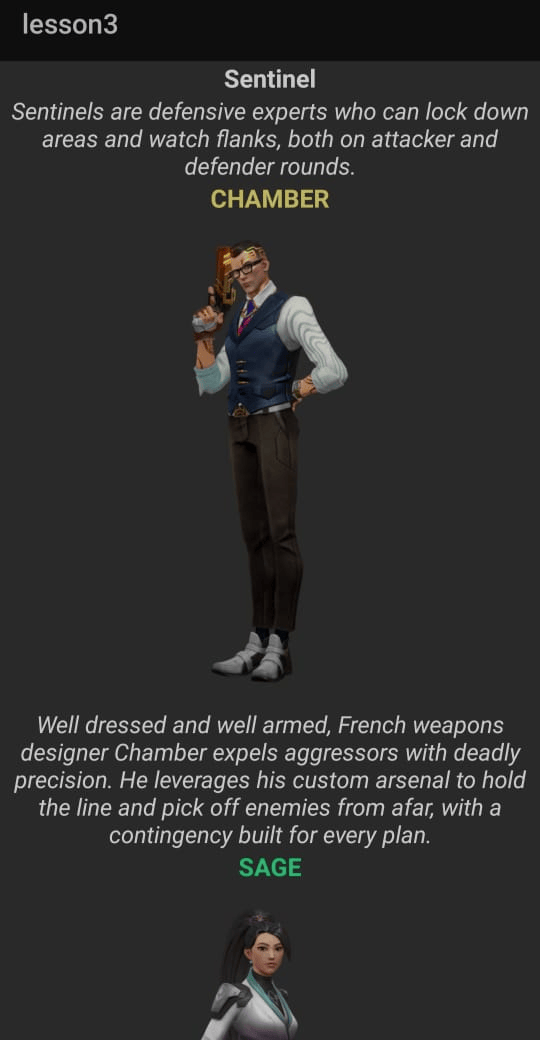 lesson3
Sentinel
Sentinels are defensive experts who can lock down
areas and watch flanks, both on attacker and
defender rounds.
CHAMBER
Well dressed and well armed, French weapons
designer Chamber expels aggressors with deadly
precision. He leverages his custom arsenal to hold
the line and pick off enemies from afar, with a
contingency built for every plan.
SAGE